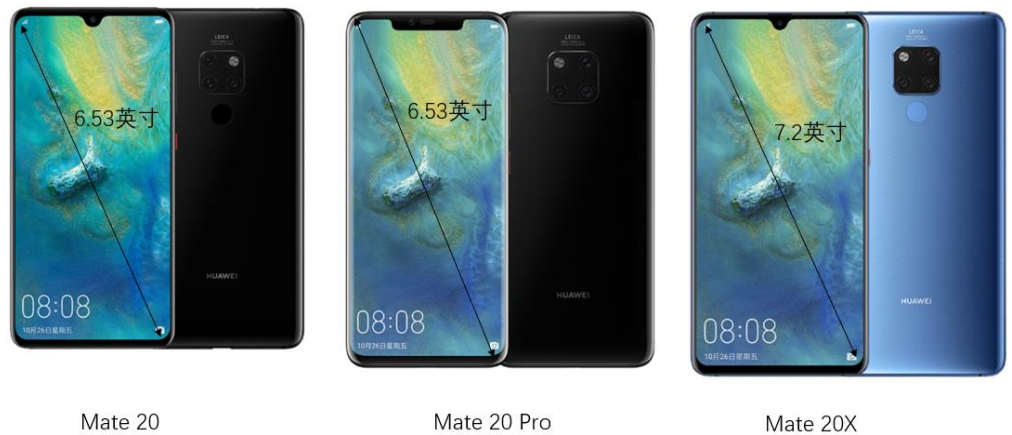 LEICA
6.53英寸
HUAWEI
08:08
10月26日星期五
Mate 20
LEICA
6.53英寸
HUAWEI
08:08
10月26日星期五
Mate 20 Pro
LEICA
7.2英寸
HUAWEI
08:08
10月26日星期五
Mate 20X